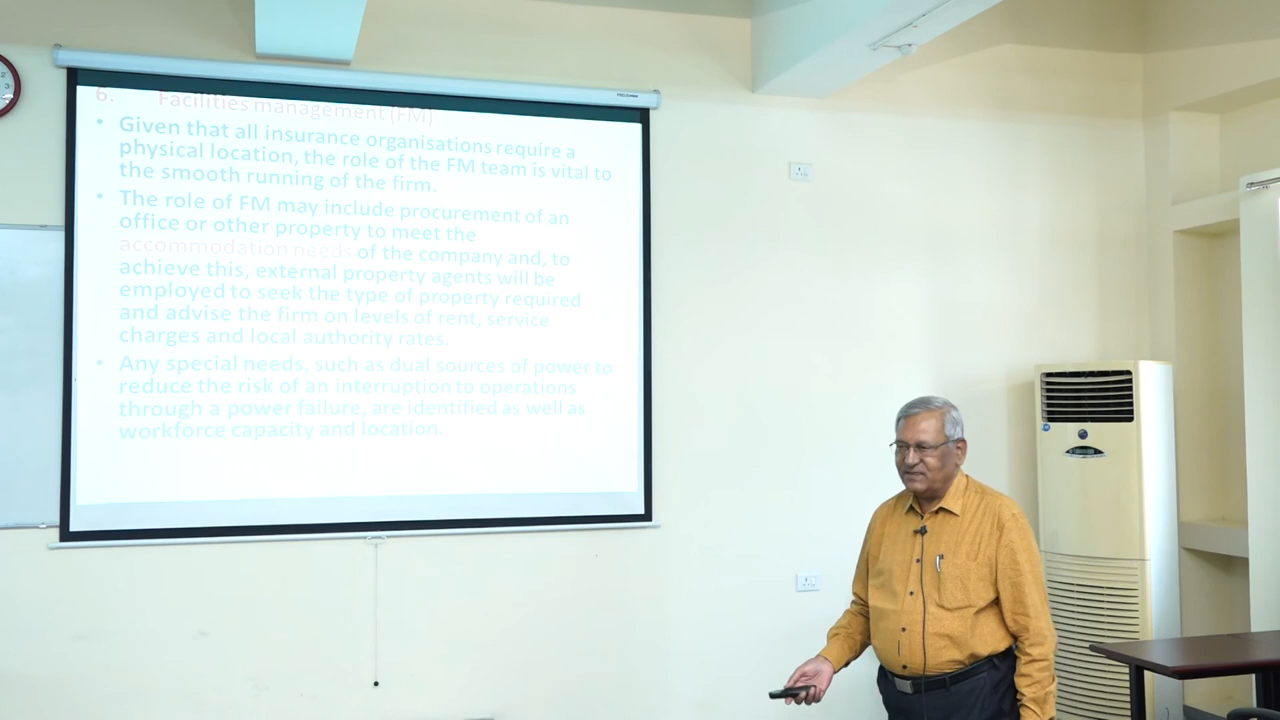 6. Facilities management (FM)
• Given that all insurance organisations require a
physical location, the role of the FM team is vital to
the smooth running of the firm.
• The role of FM may include procurement of an
office or other property to meet the
accommodation needs of the company and, to
achieve this, external property agents will be
employed to seek the type of property required
and advise the firm on levels of rent, service
charges and local authority rates.
• Any special needs, such as dual sources of power to
reduce the risk of an interruption to operations
through a power failure, are identified as well as
workforce capacity and location.
2
3